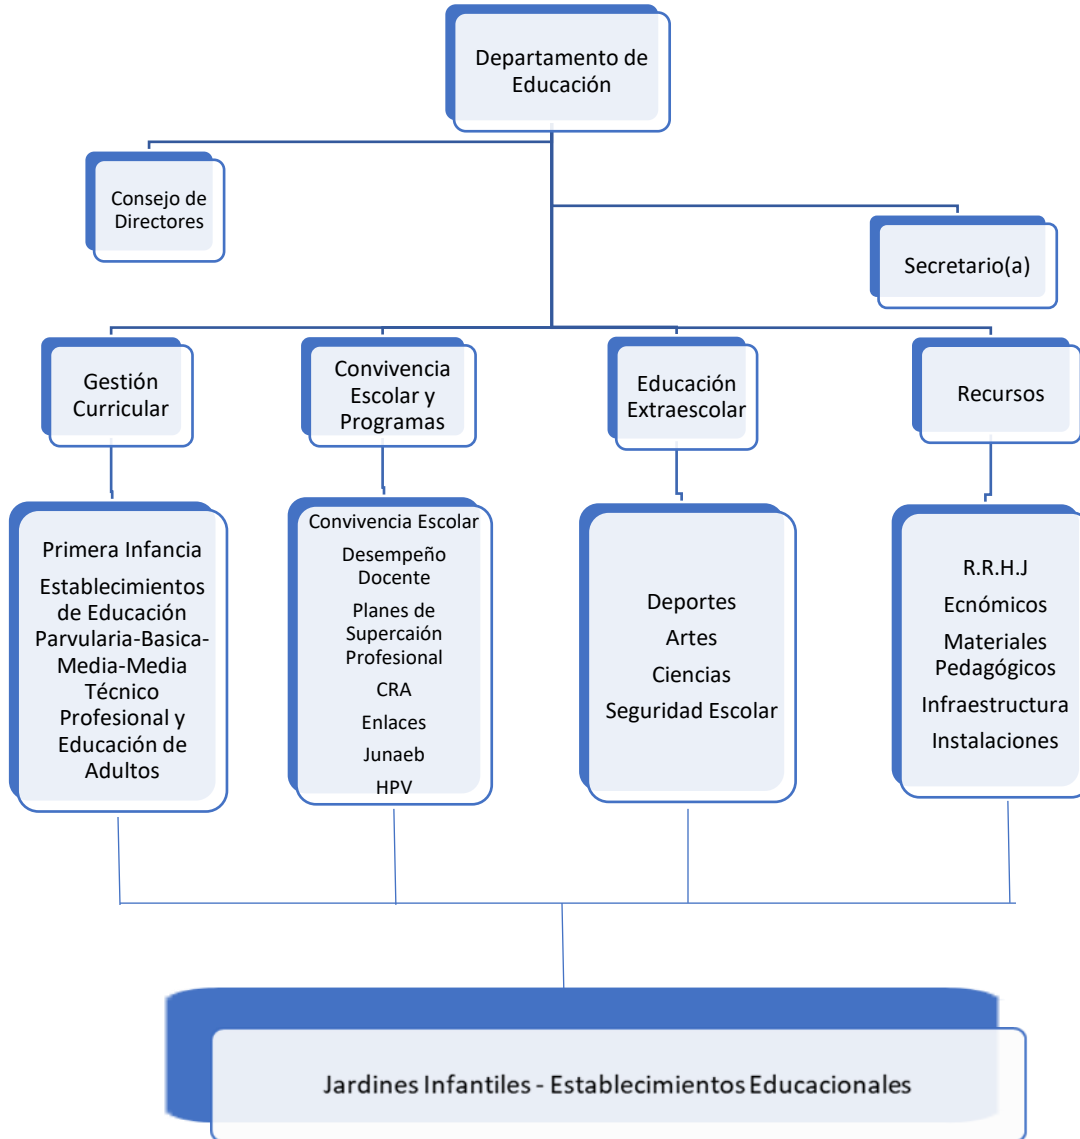 Departamento de
Educación
Consejo de
Directores
Secretario(a)
Gestión
Curricular
Convivencia
Escolar y
Programas
Educación
Extraescolar
Recursos
Primera Infancia
Establecimientos
de Educación
Parvularia-Basica-
Media-Media
Técnico
Profesional y
Educación de
Adultos
Convivencia Escolar
Desempeño
Docente
Planes de
Supercaión
Profesional
CRA
Enlaces
Junaeb
HPV
Deportes
Artes
Ciencias
Seguridad Escolar
R.R.H.J
Ecnómicos
Materiales
Pedagógicos
Infraestructura
Instalaciones
Jardines Infantiles - Establecimientos Educacionales